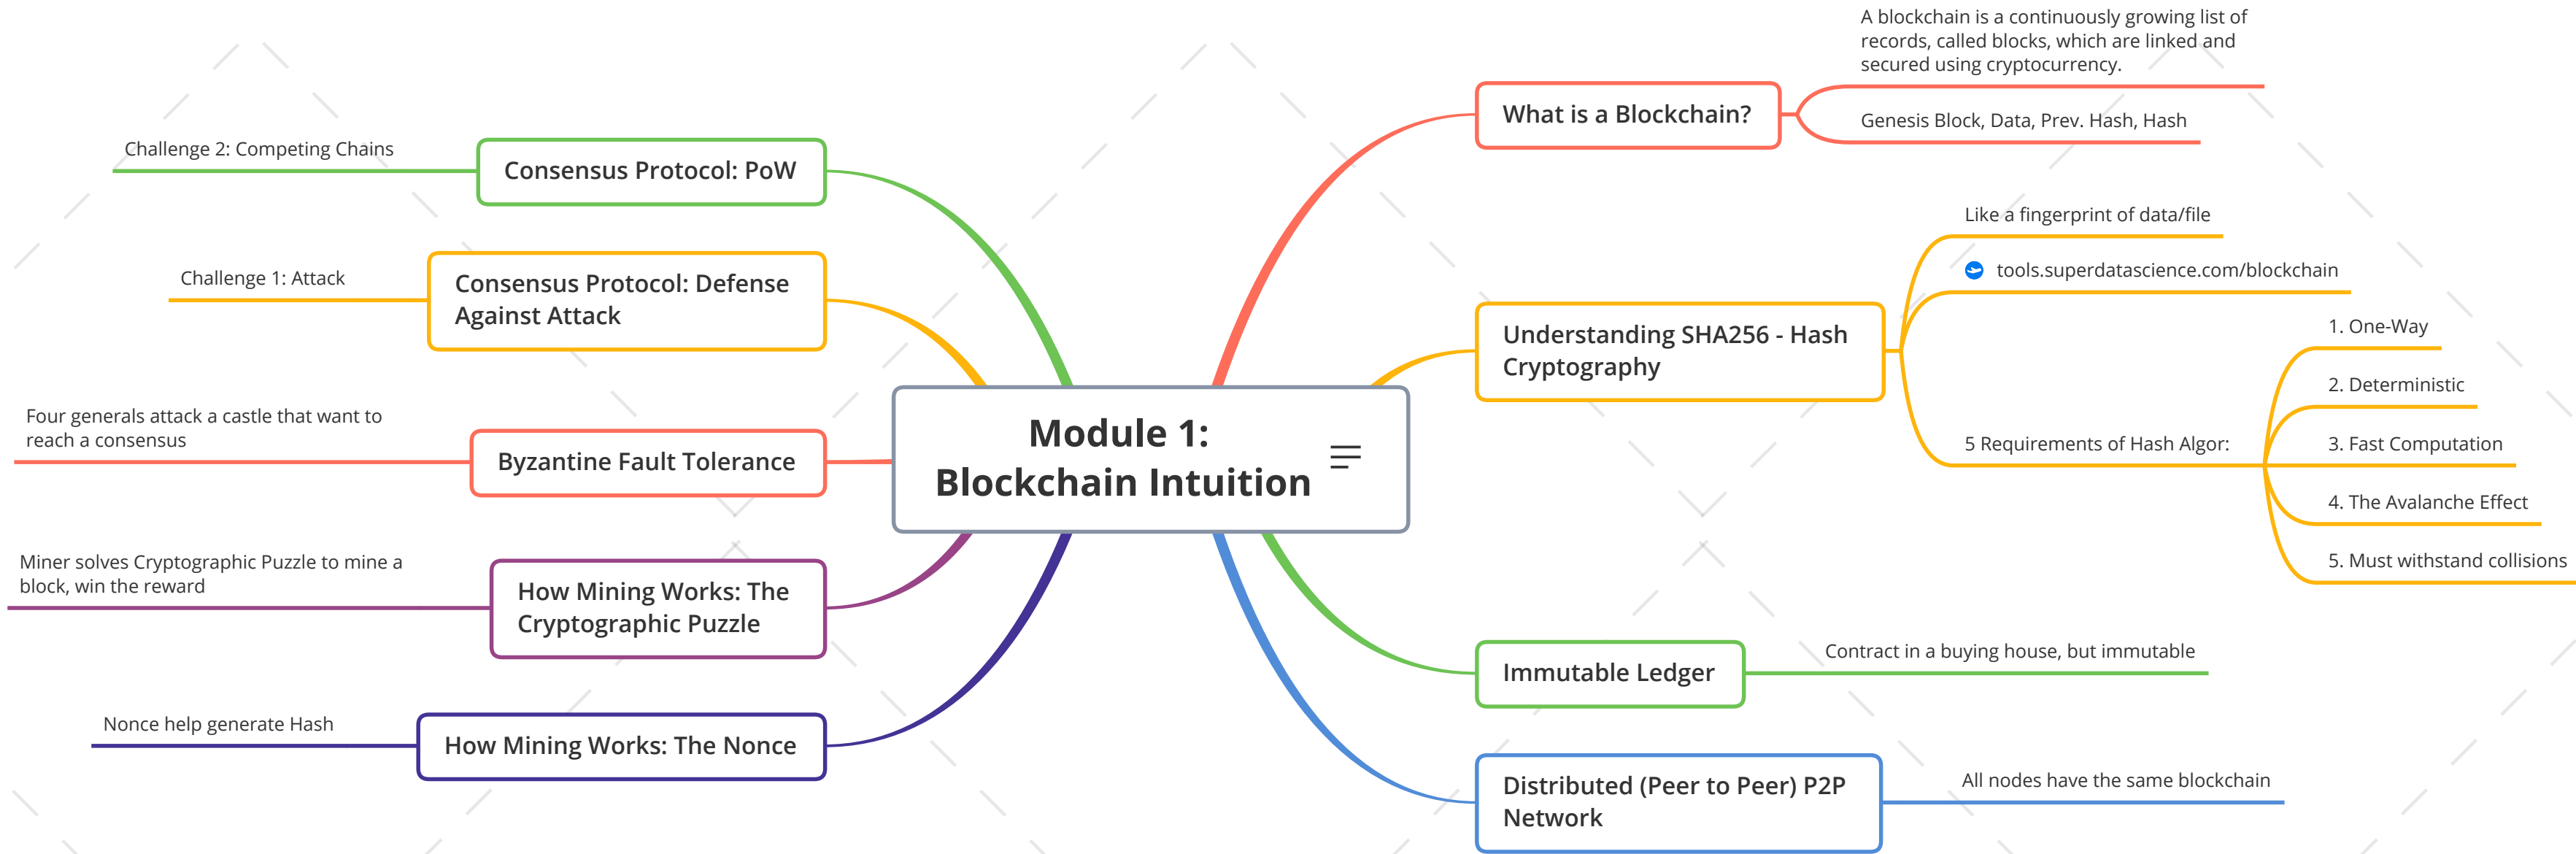 Module 1:
Blockchain Intuition
What is a Blockchain?
A blockchain is a continuously growing list of
records, called blocks, which are linked and
secured using cryptocurrency.
Genesis Block, Data, Prev. Hash, Hash
Understanding SHA256 - Hash
Cryptography
Like a fingerprint of data/file
tools.superdatascience.com/blockchain
5 Requirements of Hash Algor:
1. One-Way
2. Deterministic
3. Fast Computation
4. The Avalanche Effect
5. Must withstand collisions
Immutable Ledger
Contract in a buying house, but immutable
Distributed (Peer to Peer) P2P
Network
All nodes have the same blockchain
How Mining Works: The Nonce
Nonce help generate Hash
How Mining Works: The
Cryptographic Puzzle
Miner solves Cryptographic Puzzle to mine a
block, win the reward
Byzantine Fault Tolerance
Four generals attack a castle that want to
reach a consensus
Consensus Protocol: Defense
Against Attack
Challenge 1: Attack
Consensus Protocol: PoW
Challenge 2: Competing Chains